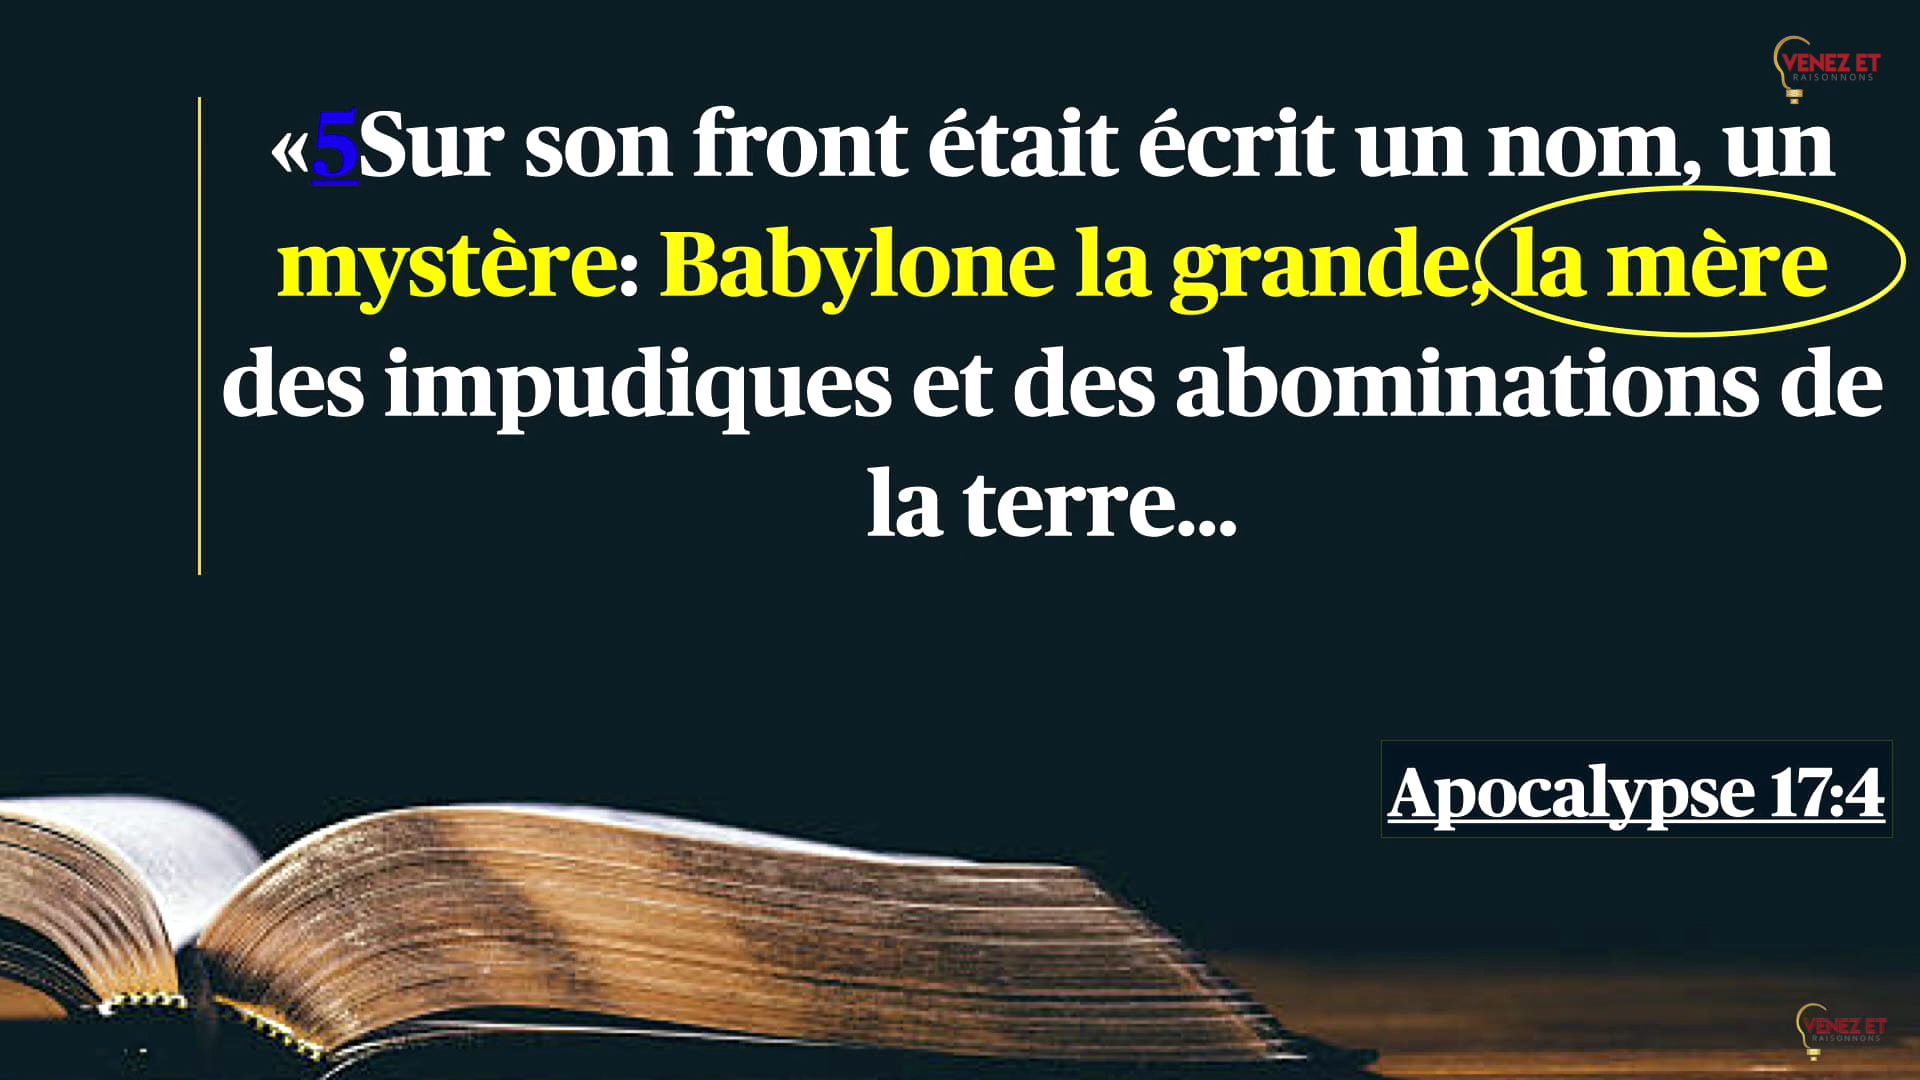 VENEZ ET
RAISONNONS
«5Sur son front était écrit un nom, un
mystère: Babylone la grande, la mère
des impudiques et des abominations de
la terre...
Apocalypse 17:4
VENEZ ET
RAISONNONS